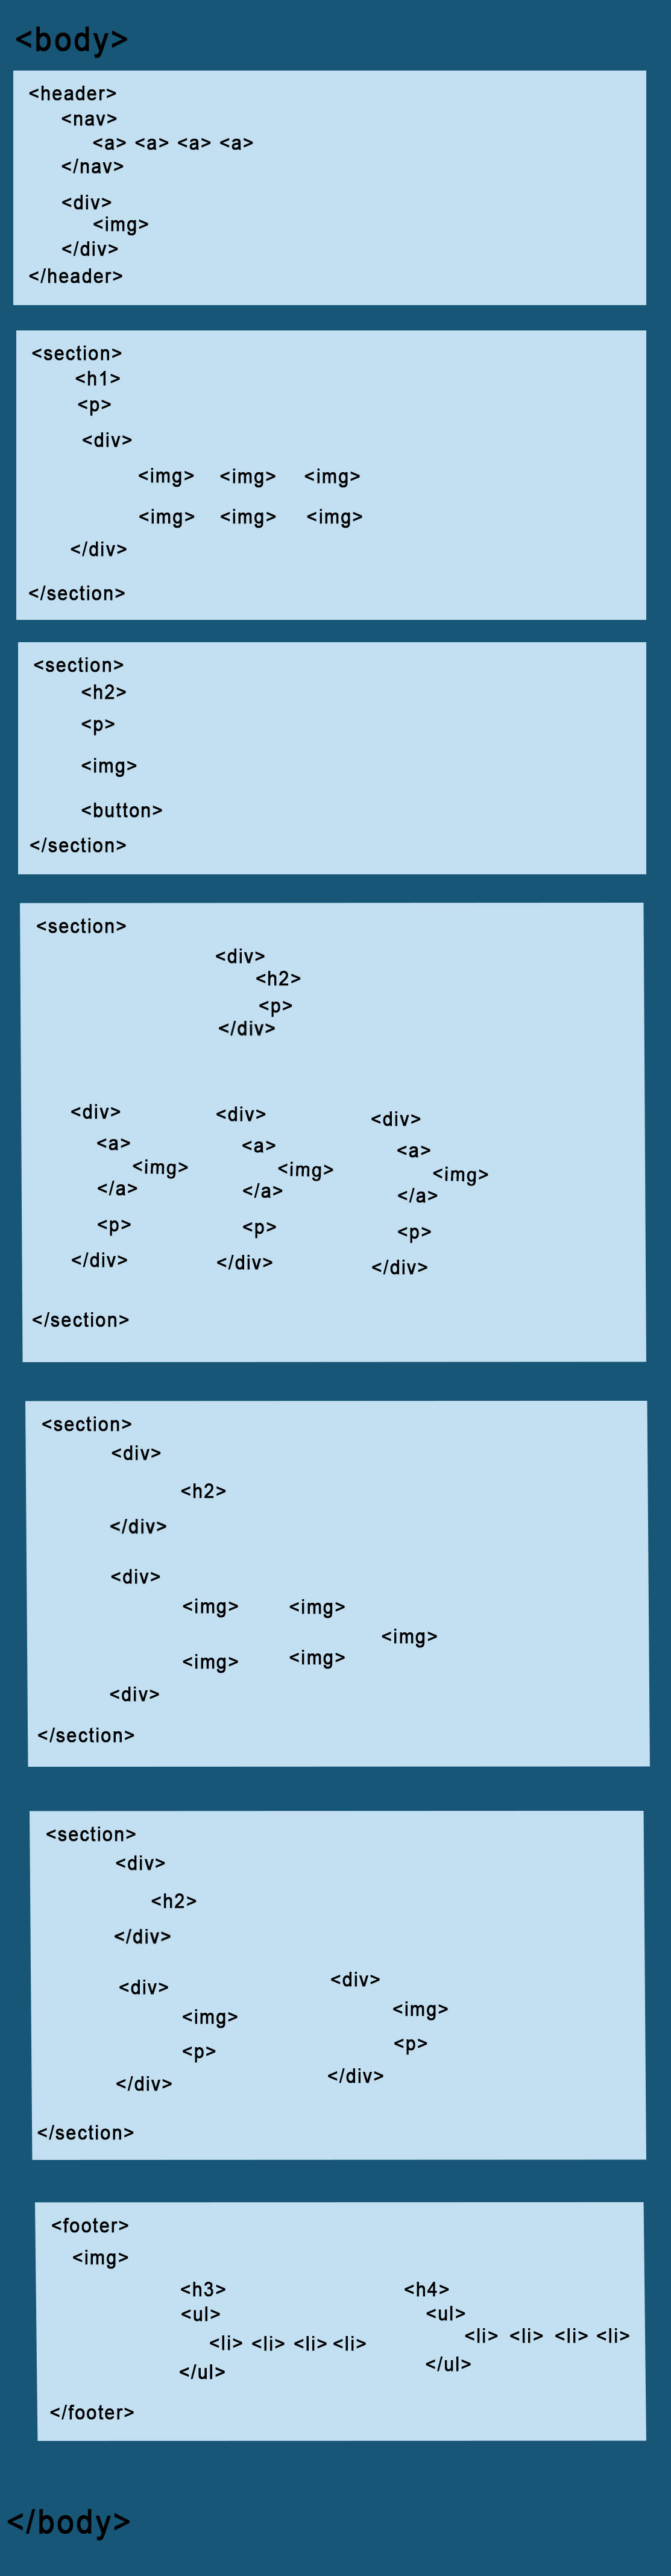 <body>
<header>
<nav>
<a> <a> <a> <a>
</nav>
<div>
<img>
</div>
</header>
<section>
<h1>
<p>
<div>
<img> <img> <img>
<img> <img> <img>
</div>
</section>
<section>
<h2>
<p>
<img>
<button>
</section>
<section>
<div>
<h2>
<p>
</div>
<div> <div> <div>
<a> <a> <a>
<img> <img> <img>
</a> </a> </a>
<p> <p> <p>
</div> </div> </div>
</section>
<section>
<div>
<h2>
</div>
<div>
<img> <img>
<img>
<img> <img>
<div>
</section>
<section>
<div>
<h2>
</div>
<div> <div>
<img> <img>
<p> <p>
</div> </div>
</section>
<footer>
<img>
<h3> <h4>
<ul> <ul>
<li> <li> <li> <li> <li> <li> <li> <li>
</ul> </ul>
</footer>
</body>